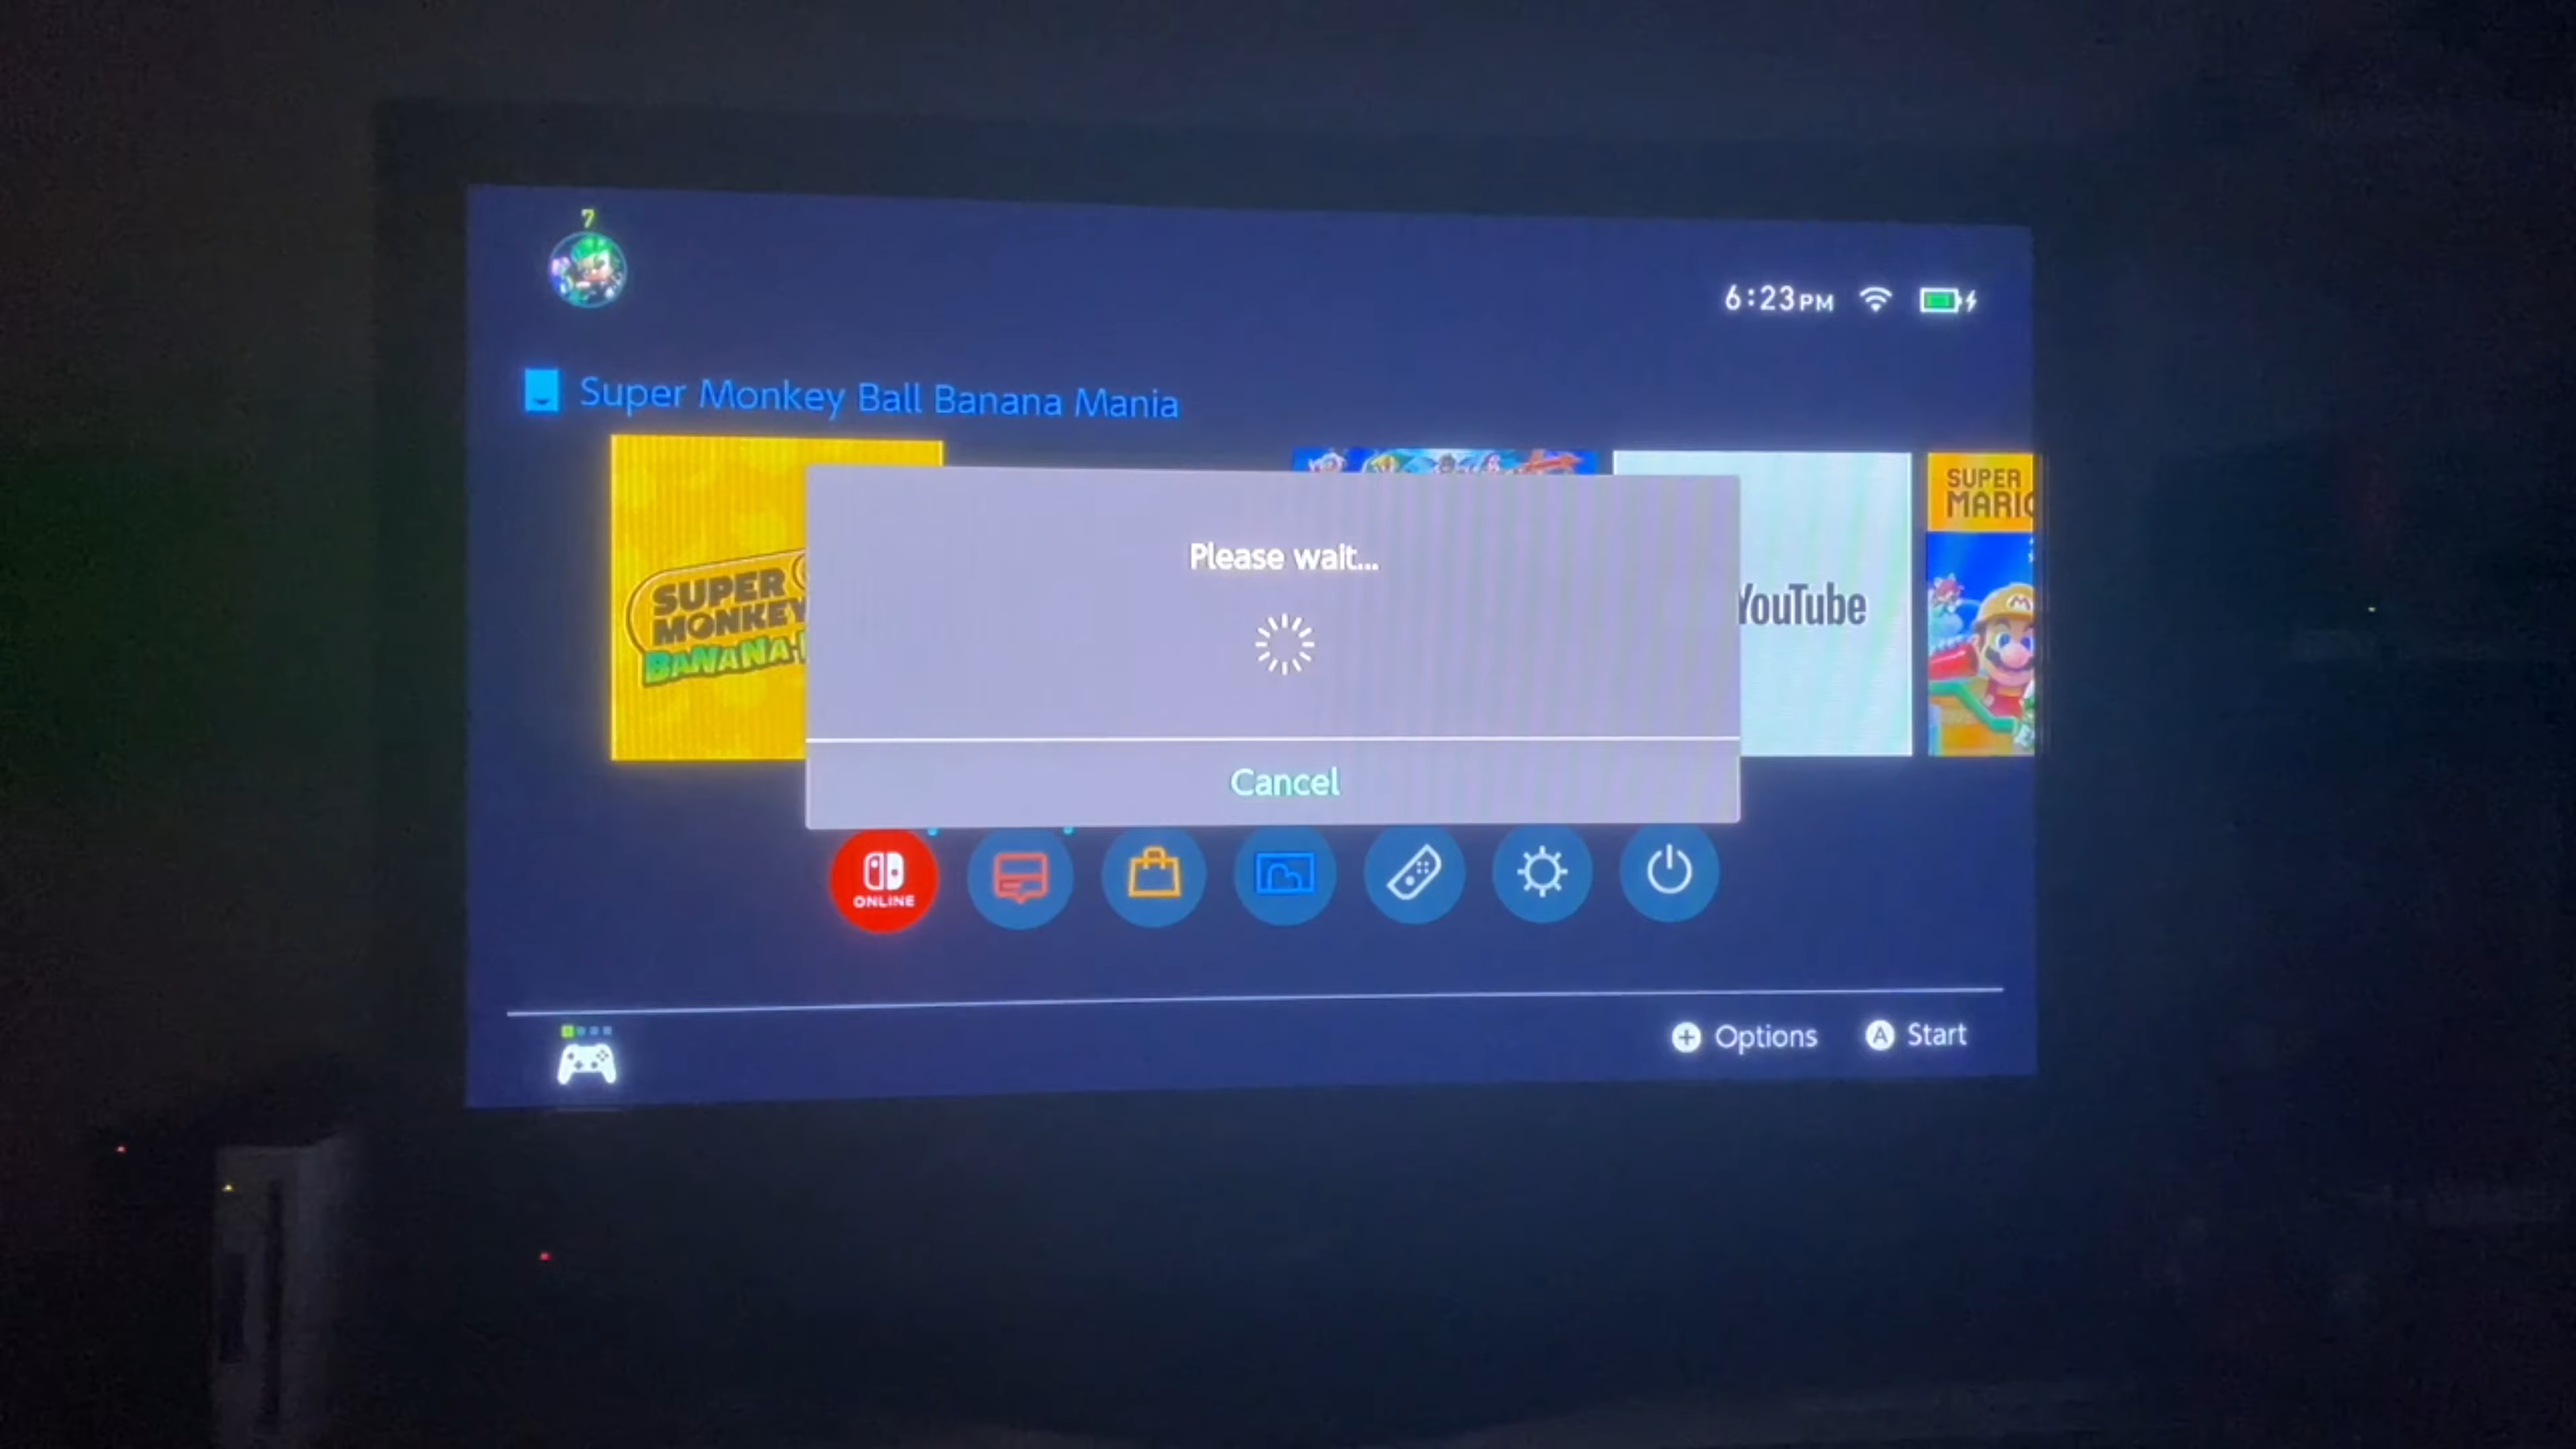 7
6:23PM
Super Monkey Ball Banana Mania
SUPER
MONKEY
BANANA
Please wait...
YouTube
SUPER
MARIO
Cancel
ONLINE
+ Options
A Start